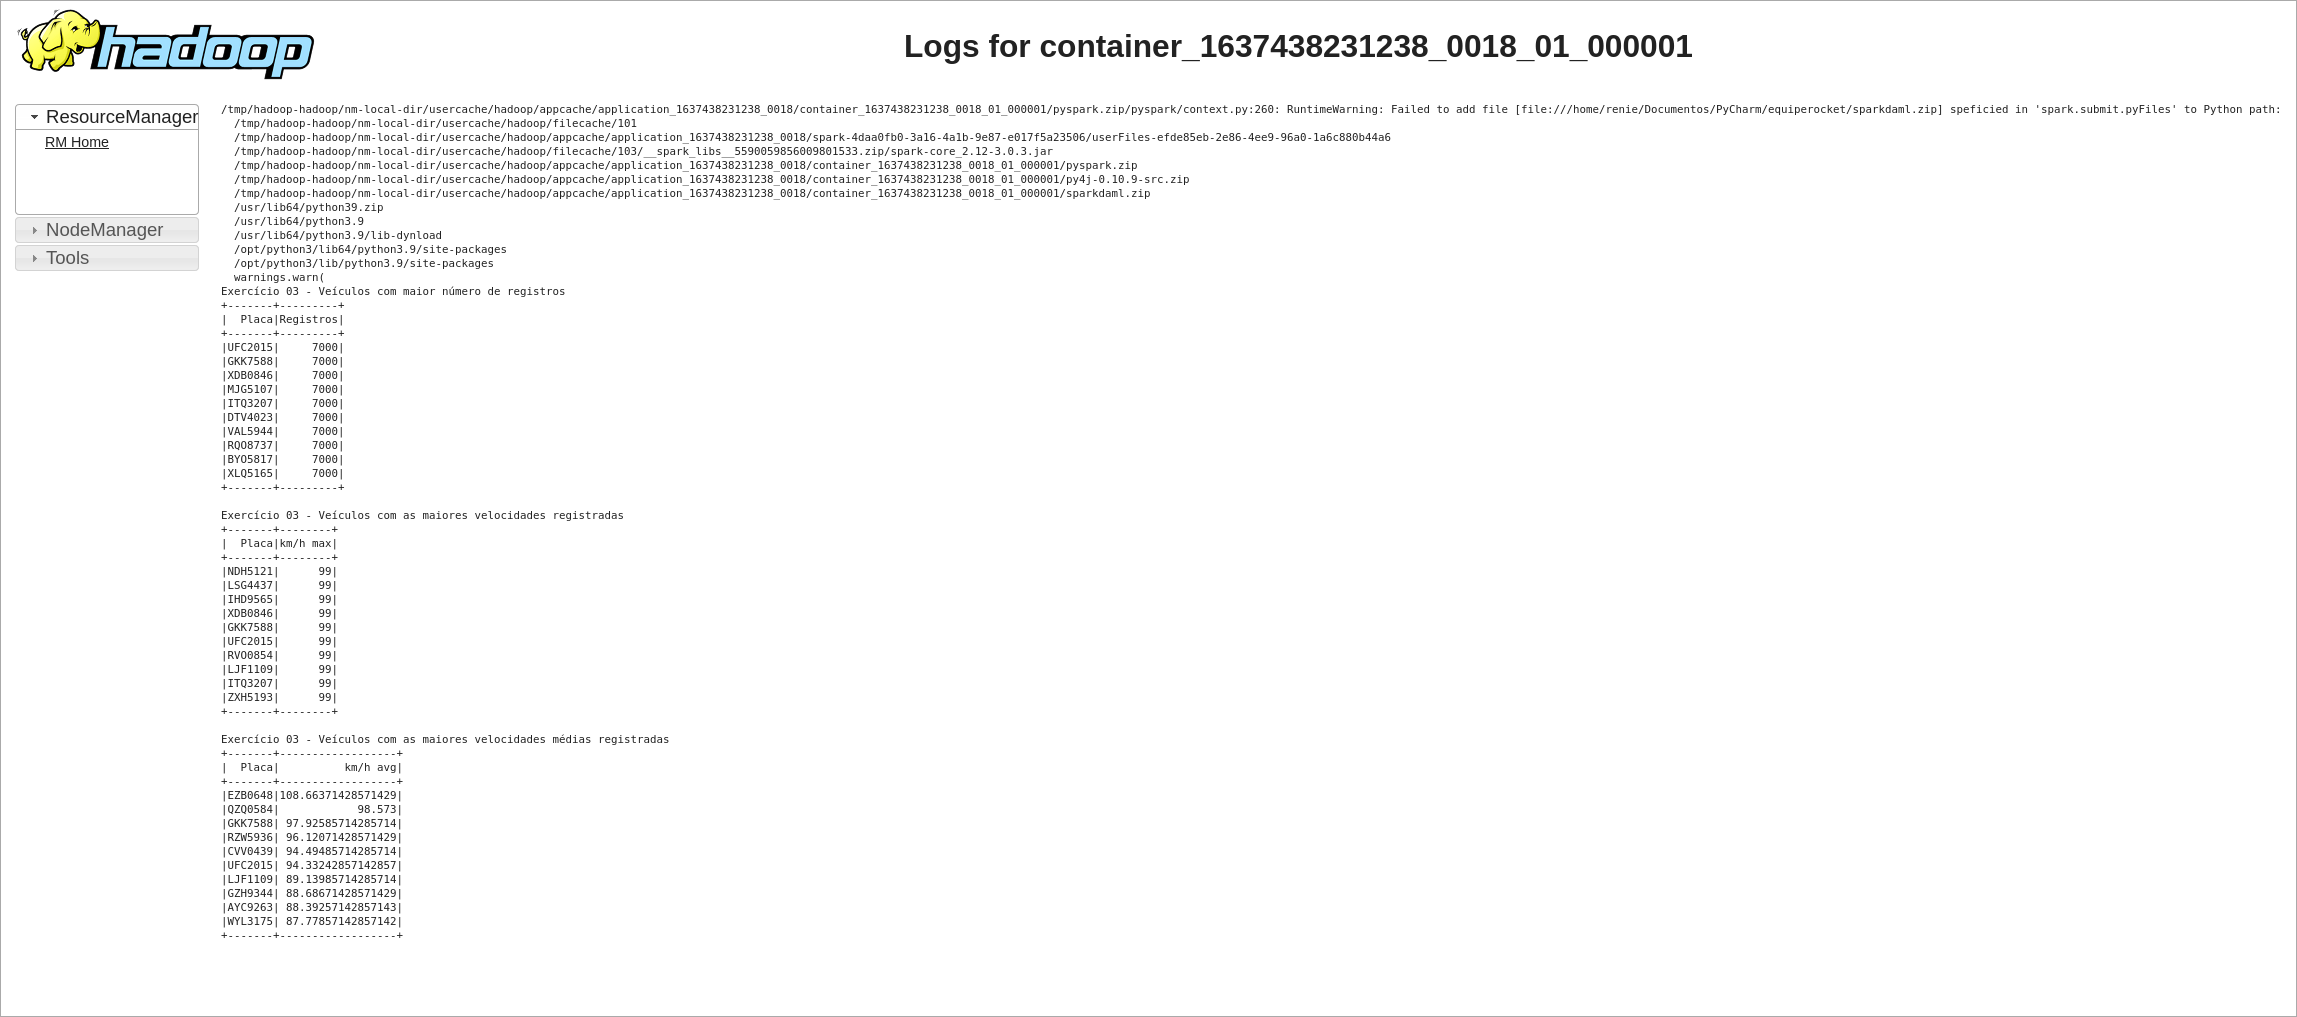 hadoop
Logs for container_1637438231238_0018_01_000001
ResourceManager
RM Home
NodeManager
Tools
/tmp/hadoop-hadoop/nm-local-dir/usercache/hadoop/appcache/application_1637438231238_0018/container_1637438231238_0018_01_000001/pyspark.zip/pyspark/context.py:260: RuntimeWarning: Failed to add file [file:///home/renie/Documentos/PyCharm/equiperocket/sparkdaml.zip] speficied in 'spark.submit.pyFiles' to Python path:
  /tmp/hadoop-hadoop/nm-local-dir/usercache/hadoop/filecache/101
  /tmp/hadoop-hadoop/nm-local-dir/usercache/hadoop/appcache/application_1637438231238_0018/spark-4daa0fb0-3a16-4a1b-9e87-e017f5a23506/userFiles-efde85eb-2e86-4ee9-96a0-1a6c880b44a6
  /tmp/hadoop-hadoop/nm-local-dir/usercache/hadoop/filecache/103/__spark_libs__5590059856009801533.zip/spark-core_2.12-3.0.3.jar
  /tmp/hadoop-hadoop/nm-local-dir/usercache/hadoop/appcache/application_1637438231238_0018/container_1637438231238_0018_01_000001/pyspark.zip
  /tmp/hadoop-hadoop/nm-local-dir/usercache/hadoop/appcache/application_1637438231238_0018/container_1637438231238_0018_01_000001/py4j-0.10.9-src.zip
  /tmp/hadoop-hadoop/nm-local-dir/usercache/hadoop/appcache/application_1637438231238_0018/container_1637438231238_0018_01_000001/sparkdaml.zip
  /usr/lib64/python39.zip
  /usr/lib64/python3.9
  /usr/lib64/python3.9/lib-dynload
  /opt/python3/lib64/python3.9/site-packages
  /opt/python3/lib/python3.9/site-packages
  warnings.warn(
Exercício 03 - Veículos com maior número de registros
+-------+---------+
|  Placa|Registros|
+-------+---------+
|UFC2015|     7000|
|GKK7588|     7000|
|XDB0846|     7000|
|MJG5107|     7000|
|ITQ3207|     7000|
|DTV4023|     7000|
|VAL5944|     7000|
|RQO8737|     7000|
|BYO5817|     7000|
|XLQ5165|     7000|
+-------+---------+

Exercício 03 - Veículos com as maiores velocidades registradas
+-------+--------+
|  Placa|km/h max|
+-------+--------+
|NDH5121|      99|
|LSG4437|      99|
|IHD9565|      99|
|XDB0846|      99|
|GKK7588|      99|
|UFC2015|      99|
|RVO0854|      99|
|LJF1109|      99|
|ITQ3207|      99|
|ZXH5193|      99|
+-------+--------+

Exercício 03 - Veículos com as maiores velocidades médias registradas
+-------+------------------+
|  Placa|          km/h avg|
+-------+------------------+
|EZB0648|108.66371428571429|
|QZQ0584|            98.573|
|GKK7588| 97.92585714285714|
|RZW5936| 96.12071428571429|
|CVV0439| 94.49485714285714|
|UFC2015| 94.33242857142857|
|LJF1109| 89.13985714285714|
|GZH9344| 88.68671428571429|
|AYC9263| 88.39257142857143|
|WYL3175| 87.77857142857142|
+-------+------------------+